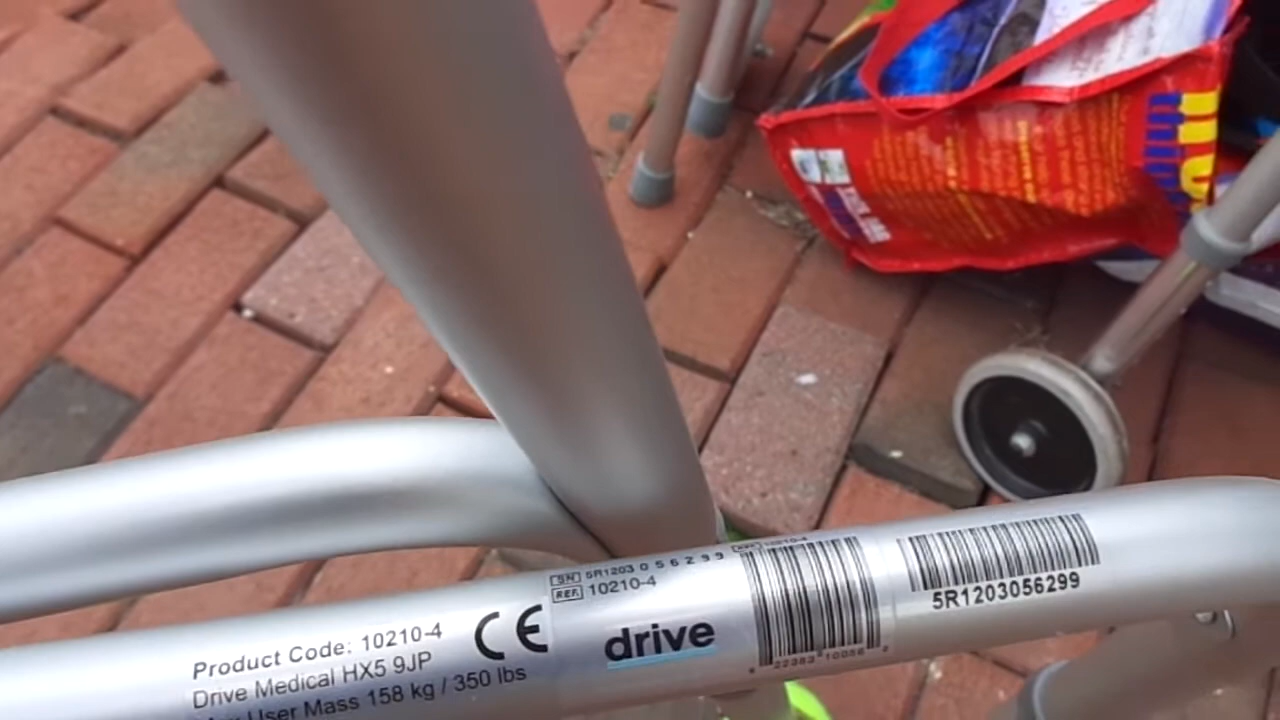 Product Code: 10210-4
Drive Medical HX5 9JP
User Mass 158 kg / 350 lbs
CE
SN 5R1203056299
REF. 10210-4
drive
5R1203056299